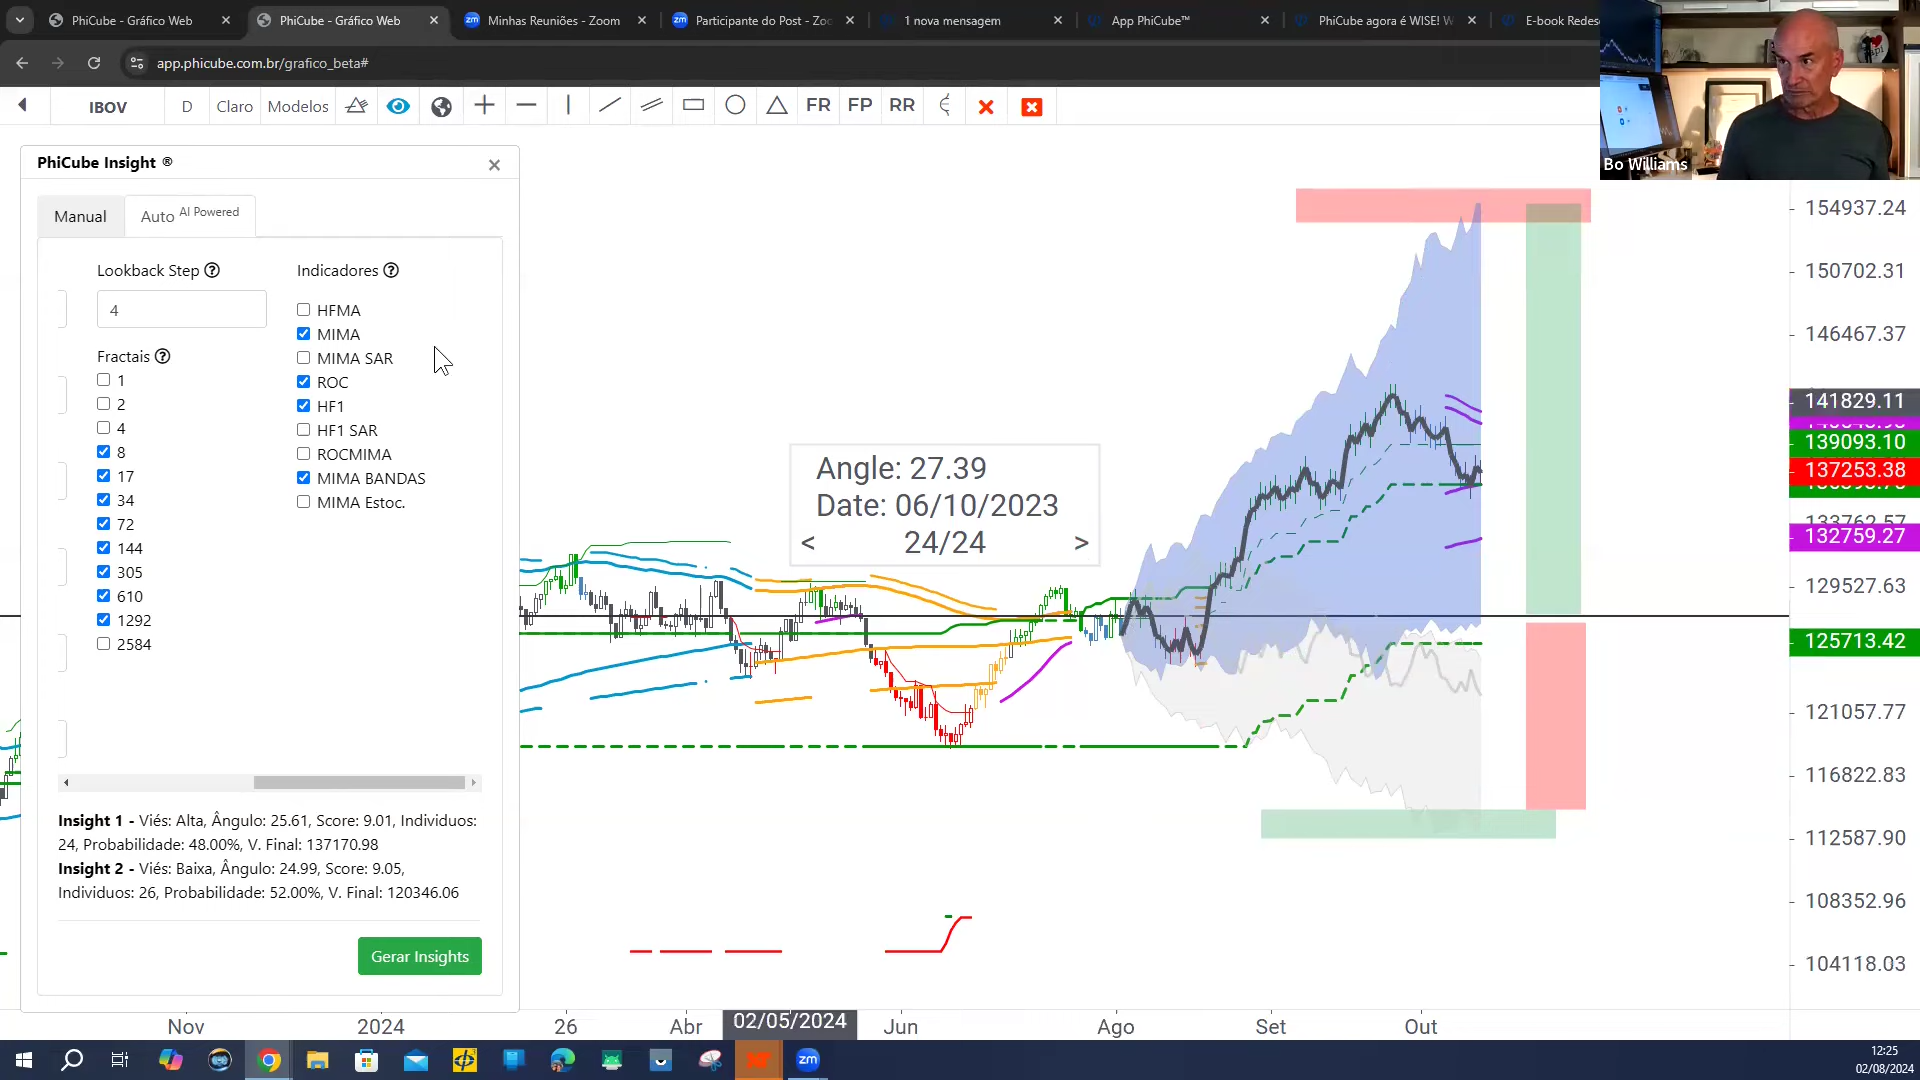 PhiCube - Gráfico Web
PhiCube - Gráfico Web
Minhas Reuniões - Zoom
Participante do Post - Zoo
1 nova mensagem
App PhiCube™
PhiCube agora é WISE! W
E-book Redes
app.phicube.com.br/grafico_beta#
IBOV
D
Claro
Modelos
FR
FP
RR
Bo Williams
PhiCube Insight ®
Manual
Auto AI Powered
Lookback Step
4
Indicadores
HFMA
MIMA
MIMA SAR
ROC
HF1
HF1 SAR
ROCMIMA
MIMA BANDAS
MIMA Estoc.
Fractais
1
2
4
8
17
34
72
144
305
610
1292
2584
Insight 1 - Viés: Alta, Ângulo: 25.61, Score: 9.01, Individuos:
24, Probabilidade: 48.00%, V. Final: 137170.98
Insight 2 - Viés: Baixa, Ângulo: 24.99, Score: 9.05,
Individuos: 26, Probabilidade: 52.00%, V. Final: 120346.06
Gerar Insights
Angle: 27.39
Date: 06/10/2023
< 24/24 >
154937.24
150702.31
146467.37
141829.11
139093.10
137253.38
132759.27
129527.63
125713.42
121057.77
116822.83
112587.90
108352.96
104118.03
Nov
2024
26
Abr
02/05/2024
Jun
Ago
Set
Out
12:25
02/08/2024